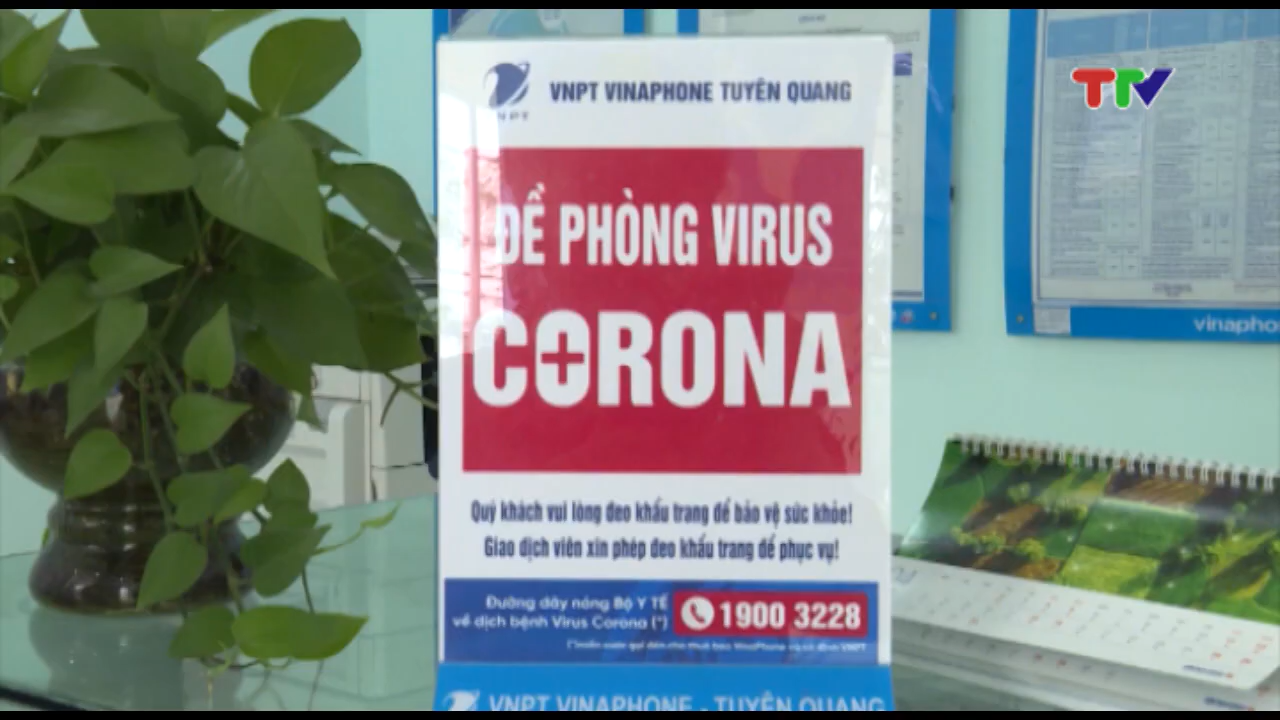 TTV
VNPT
VNPT VINAPHONE TUYÊN QUANG
ĐỀ PHÒNG VIRUS
CORONA
Quý khách vui lòng đeo khẩu trang để bảo vệ sức khỏe!
Giao dịch viên xin phép đeo khẩu trang để phục vụ!
Đường dây nóng Bộ Y TẾ
về dịch bệnh Virus Corona (*)
1900 3228
VNPT VINAPHONE - TUYÊN QUANG
vinapho